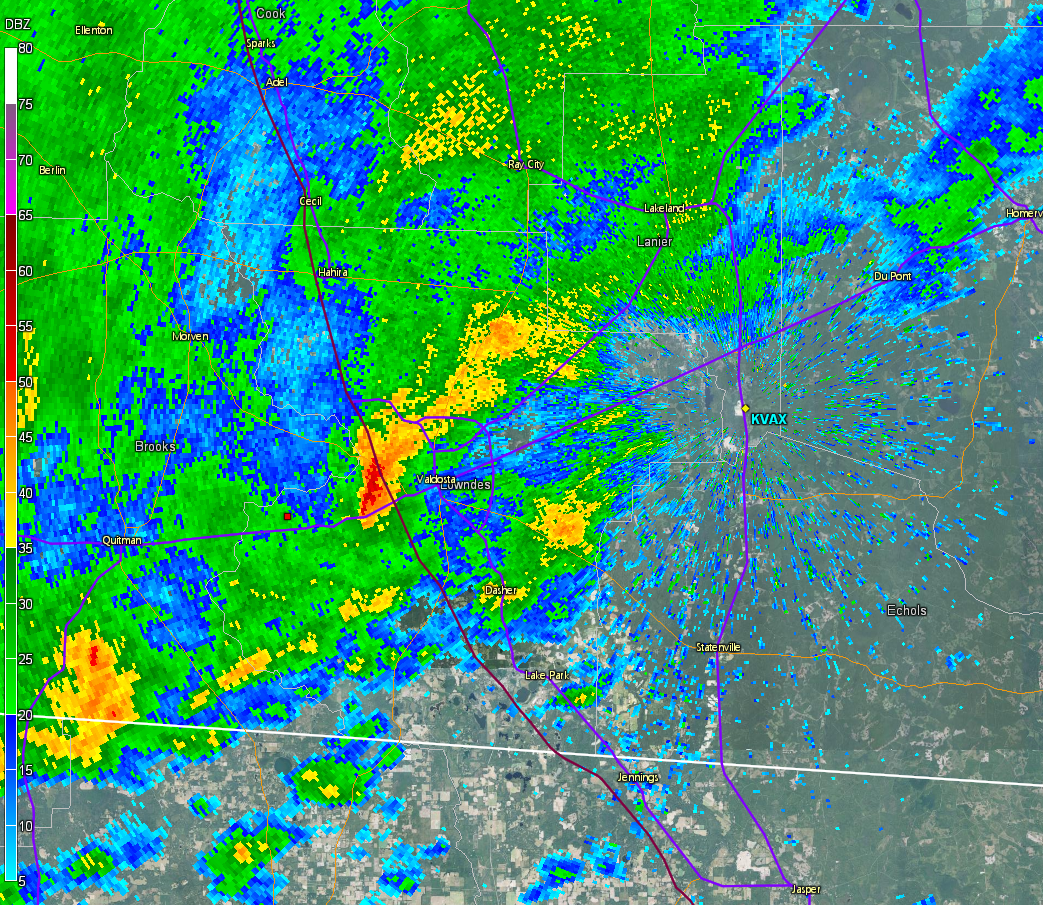 Cook
DBZ
Ellenton
Sparks
80
Adel
75
70
Berlin
Ray City
65
Cecil
Lakeland
Homerv
Lanier
60
Hahira
Du Pont
55
Morven
50
KVAX
45
Brooks
Valdosta
Lowndes
40
Quitman
35
Dasher
30
Echols
Statenville
25
Lake Park
20
15
Jennings
10
5
Jasper